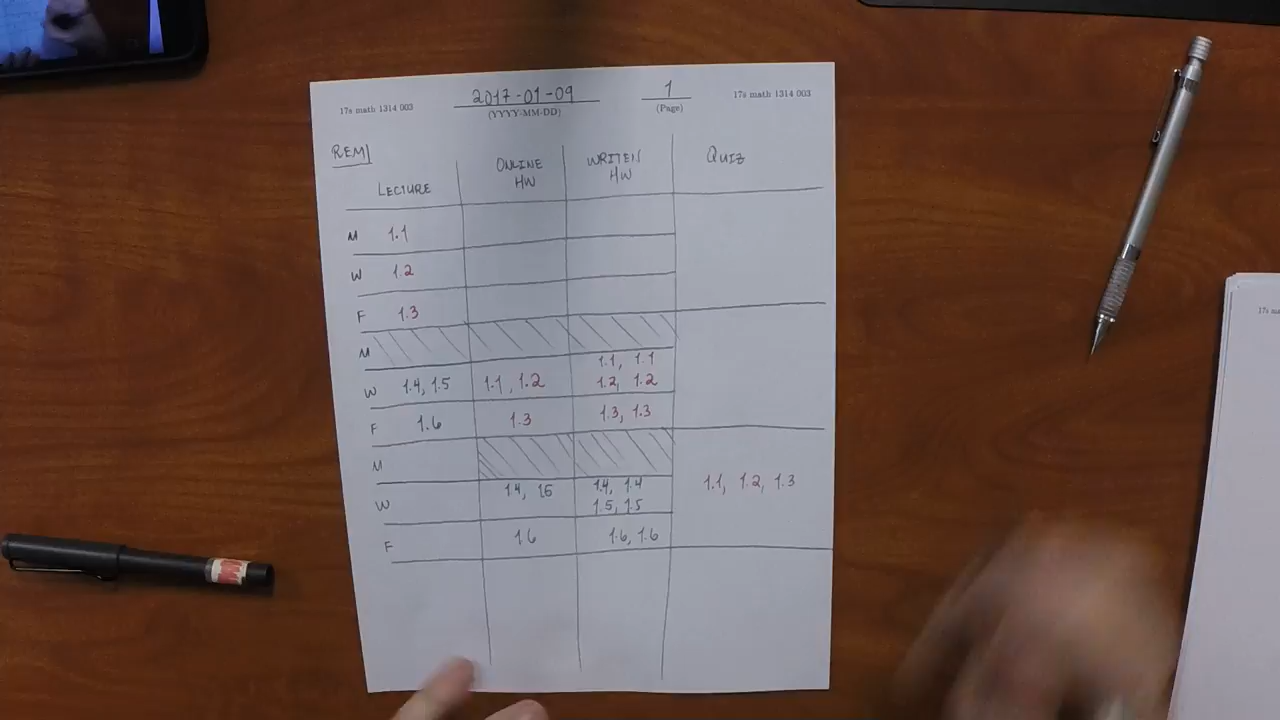 17s math 1314 003 2017-01-09 1 17s math 1314 003
(YYYY-MM-DD) (Page)
REM
LECTURE ONLINE HW WRITEN HW QUIZ
M 1.1
W 1.2
F 1.3
M
1.1, 1.1
W 1.4, 1.5 1.1, 1.2 1.2, 1.2
F 1.6 1.3 1.3, 1.3
M
1.1, 1.2, 1.3
1.4, 1.5 1.4, 1.4
W 1.5, 1.5
F 1.6 1.6, 1.6